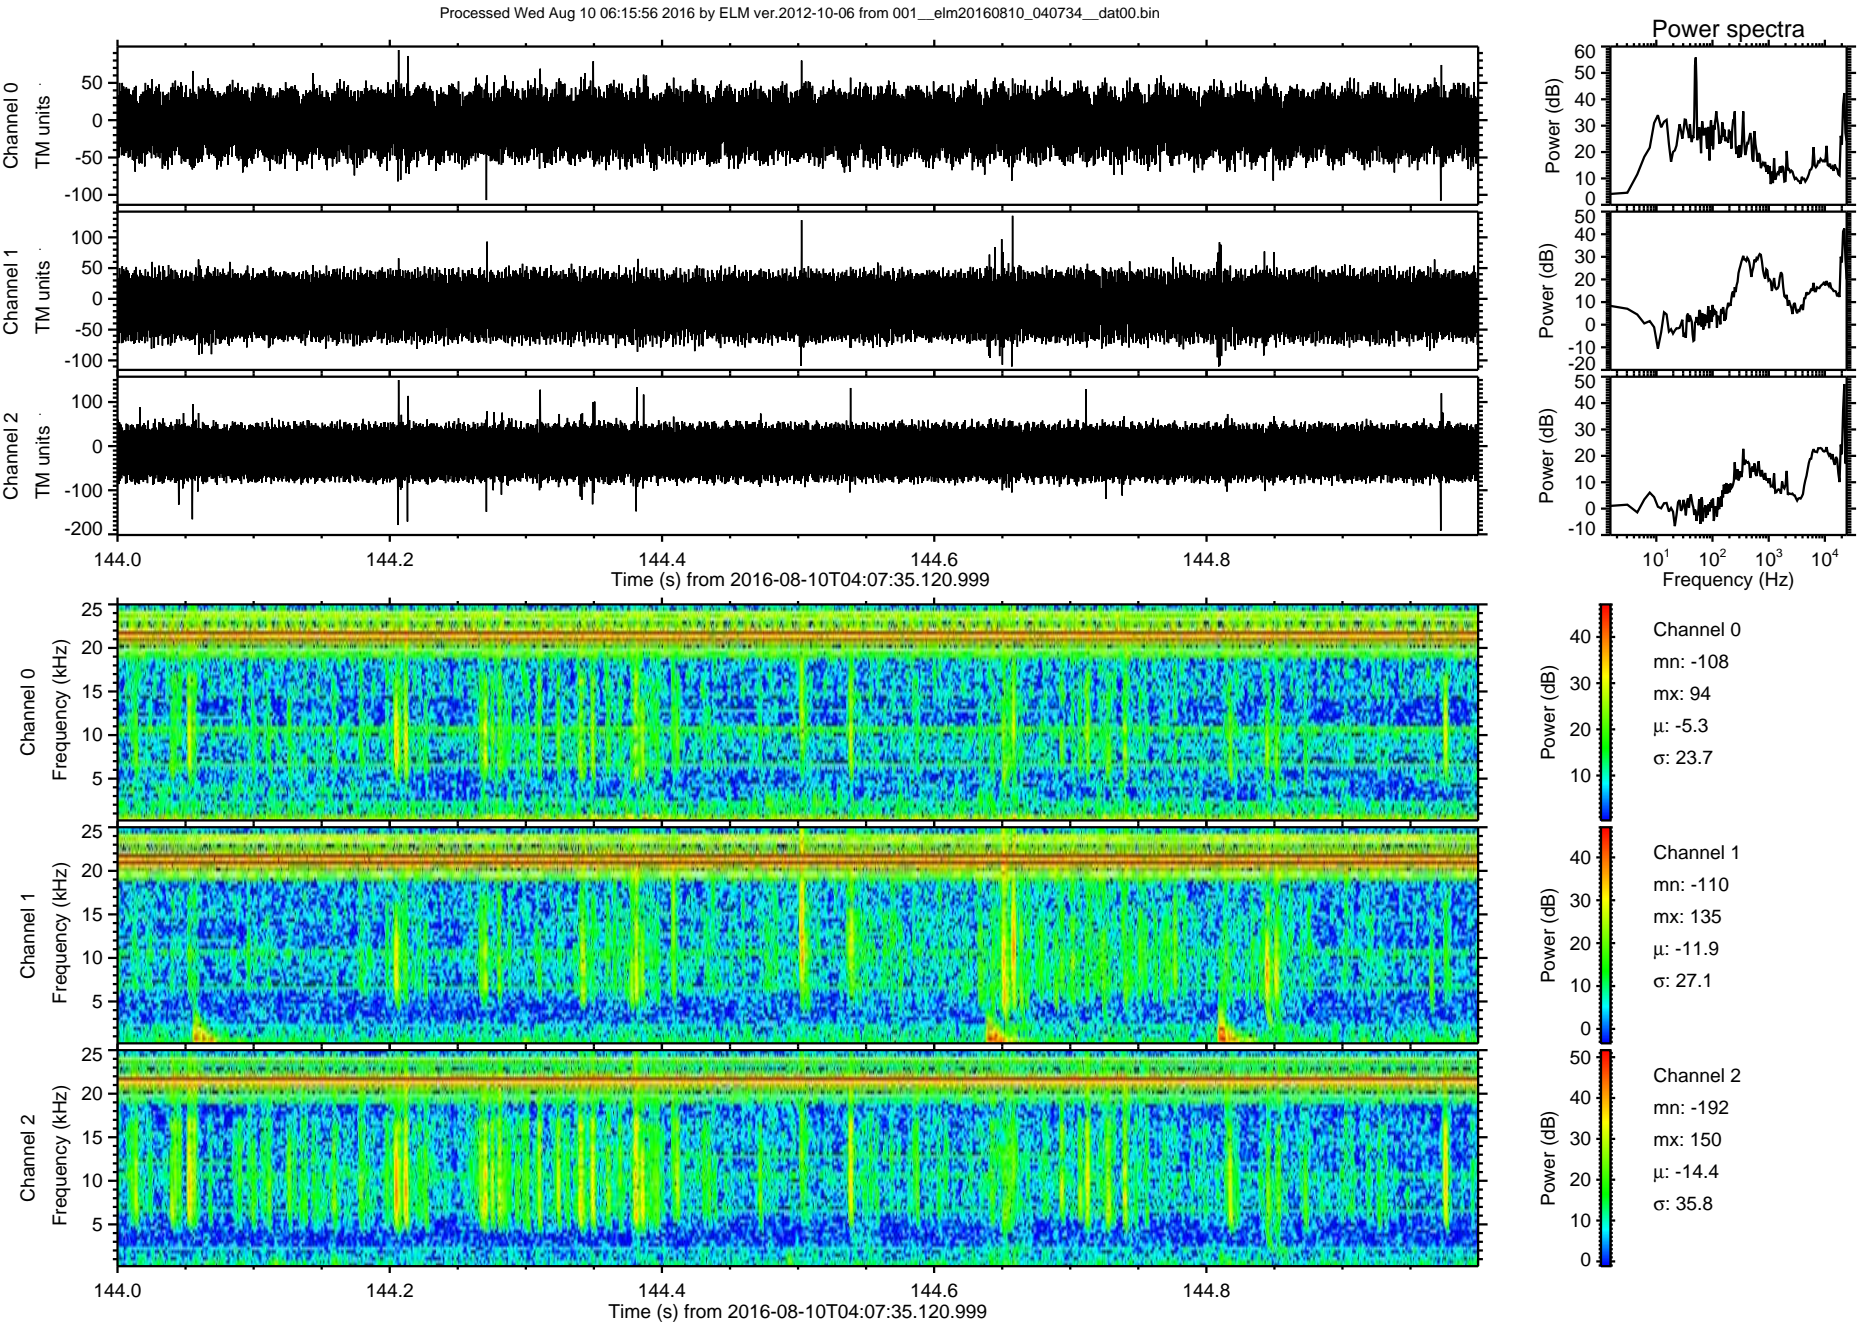 Processed Wed Aug 10 06:15:56 2016 by ELM ver.2012-10-06 from 001__elm20160810_040734__dat00.bin
Power spectra
Channel 0
TM units
50
0
-50
-100
Power (dB)
60
50
40
30
20
10
0
Channel 1
TM units
100
50
0
-50
-100
Power (dB)
50
40
30
20
10
0
-10
-20
Channel 2
TM units
100
0
-100
-200
Power (dB)
50
40
30
20
10
0
-10
144.0 144.2 144.4 144.6 144.8
Time (s) from 2016-08-10T04:07:35.120.999
10^1 10^2 10^3 10^4
Frequency (Hz)
Channel 0
Frequency (kHz)
25
20
15
10
5
Power (dB)
40
30
20
10
Channel 0
mn: -108
mx: 94
μ: -5.3
σ: 23.7
Channel 1
Frequency (kHz)
25
20
15
10
5
Power (dB)
40
30
20
10
0
Channel 1
mn: -110
mx: 135
μ: -11.9
σ: 27.1
Channel 2
Frequency (kHz)
25
20
15
10
5
Power (dB)
50
40
30
20
10
0
Channel 2
mn: -192
mx: 150
μ: -14.4
σ: 35.8
144.0 144.2 144.4 144.6 144.8
Time (s) from 2016-08-10T04:07:35.120.999